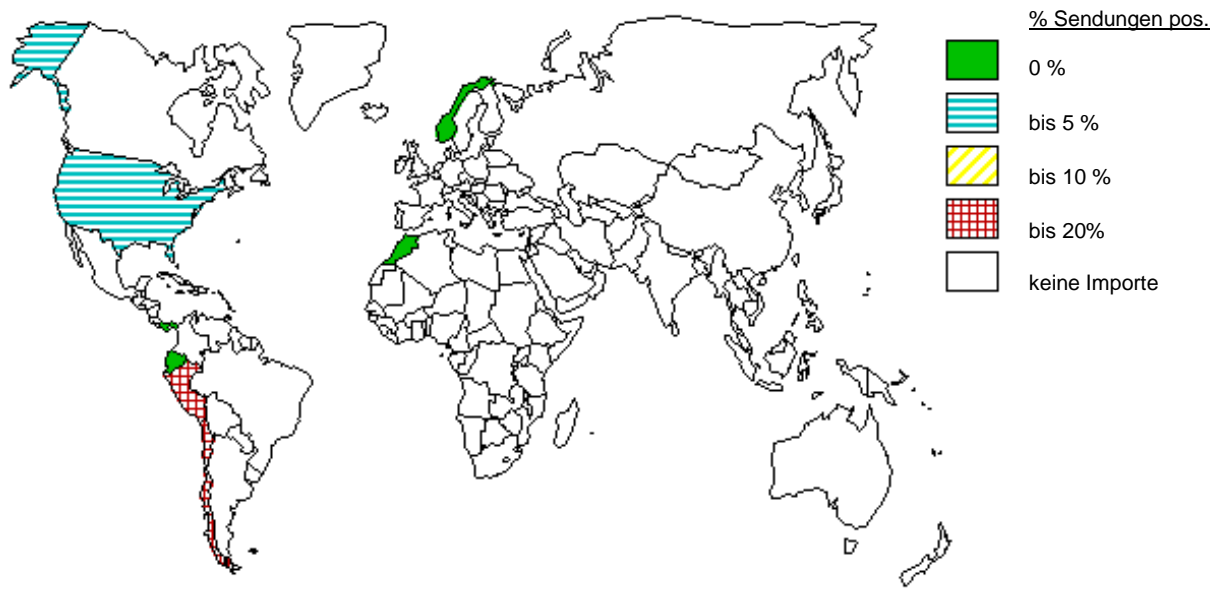 % Sendungen pos.
0 %
bis 5 %
bis 10 %
bis 20%
keine Importe